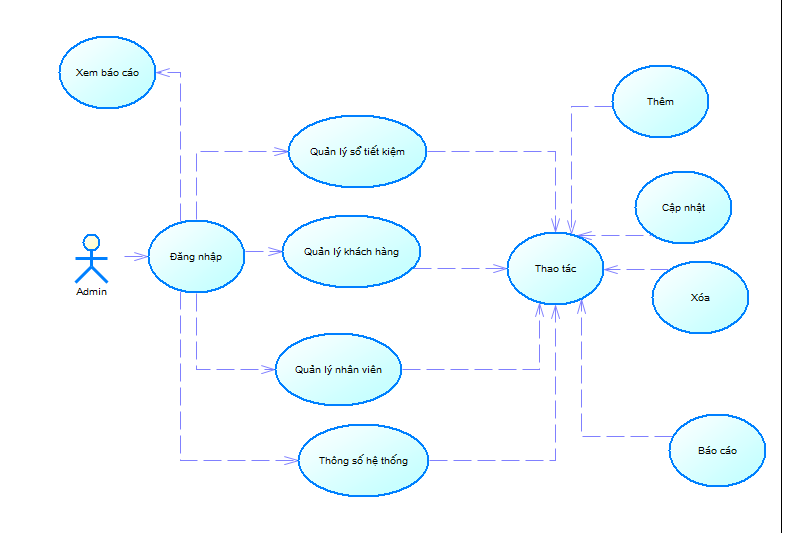 Xem báo cáo
Thêm
Quản lý sổ tiết kiệm
Cập nhật
Đăng nhập
Quản lý khách hàng
Thao tác
Admin
Xóa
Quản lý nhân viên
Thông số hệ thống
Báo cáo